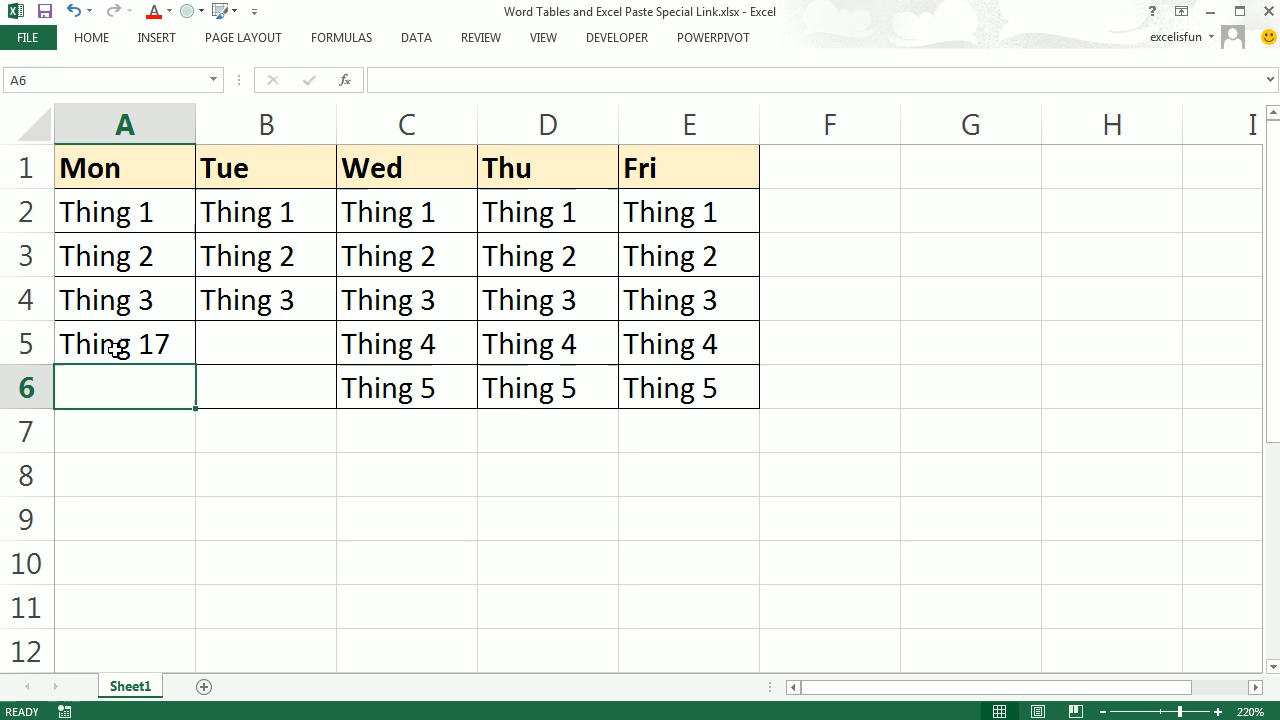 Word Tables and Excel Paste Special Link.xlsx - Excel
FILE HOME INSERT PAGE LAYOUT FORMULAS DATA REVIEW VIEW DEVELOPER POWERPIVOT excelisfun
A6 fx
A B C D E F G H I
1 Mon Tue Wed Thu Fri
2 Thing 1 Thing 1 Thing 1 Thing 1 Thing 1
3 Thing 2 Thing 2 Thing 2 Thing 2 Thing 2
4 Thing 3 Thing 3 Thing 3 Thing 3 Thing 3
5 Thing 17 Thing 4 Thing 4 Thing 4
6 Thing 5 Thing 5 Thing 5
7
8
9
10
11
12
Sheet1
READY 220%